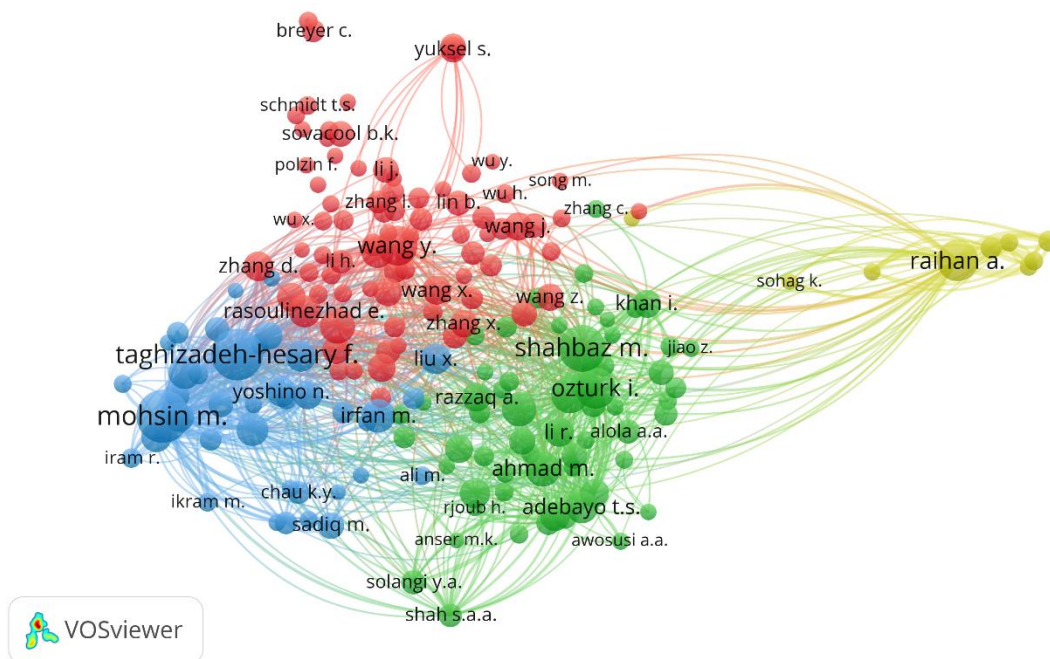 breyer c.
yuksel s.
schmidt t.s.
sovacool b.k.
polzin f.
li j.
wu y.
song m.
zhang l.
lin b.
wu h.
zhang c.
wu x.
wang j.
wang y.
zhang d.
li h.
raihan a.
sohag k.
wang x.
wang z.
khan i.
rasoulinezhad e.
zhang x.
taghizadeh-hesary f.
liu x.
shahbaz m.
jiao z.
yoshino n.
razzaq a.
ozturk i.
mohsin m.
irfan m.
li r.
alola a.a.
iram r.
ali m.
ahmad m.
ikram m.
chau k.y.
rjoub h.
adebayo t.s.
sadiq m.
anser m.k.
awosusi a.a.
solangi y.a.
shah s.a.a.
VOSviewer